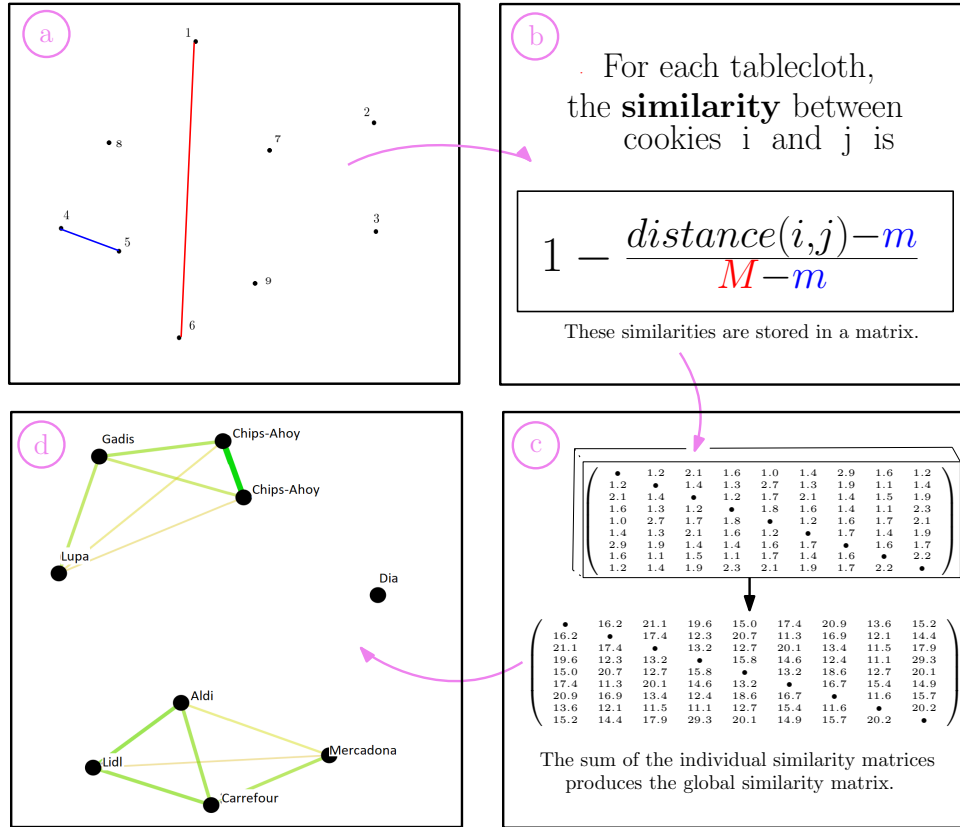 a
1
2
8
7
4
5
3
9
6
b
For each tablecloth,
the similarity between
cookies i and j is
1 − distance(i,j)−m
M−m
These similarities are stored in a matrix.
c
• 1.2 2.1 1.6 1.0 1.4 2.9 1.6 1.2
1.2 • 1.4 1.3 2.7 1.3 1.9 1.1 1.4
2.1 1.4 • 1.2 1.7 2.1 1.4 1.5 1.9
1.6 1.3 1.2 • 1.8 1.6 1.4 1.1 2.3
1.0 2.7 1.7 1.8 • 1.2 1.6 1.7 2.1
1.4 1.3 2.1 1.6 1.2 • 1.7 1.4 1.9
2.9 1.9 1.4 1.4 1.6 1.7 • 1.6 1.7
1.6 1.1 1.5 1.1 1.7 1.4 1.6 • 2.2
1.2 1.4 1.9 2.3 2.1 1.9 1.7 2.2 •
• 16.2 21.1 19.6 15.0 17.4 20.9 13.6 15.2
16.2 • 17.4 12.3 20.7 11.3 16.9 12.1 14.4
21.1 17.4 • 13.2 12.7 20.1 13.4 11.5 17.9
19.6 12.3 13.2 • 15.8 14.6 12.4 11.1 29.3
15.0 20.7 12.7 15.8 • 13.2 18.6 12.7 20.1
17.4 11.3 20.1 14.6 13.2 • 16.7 15.4 14.9
20.9 16.9 13.4 12.4 18.6 16.7 • 11.6 15.7
13.6 12.1 11.5 11.1 12.7 15.4 11.6 • 20.2
15.2 14.4 17.9 29.3 20.1 14.9 15.7 20.2 •
The sum of the individual similarity matrices
produces the global similarity matrix.
d
Gadis
Chips-Ahoy
Chips-Ahoy
Lupa
Dia
Aldi
Mercadona
Lidl
Carrefour